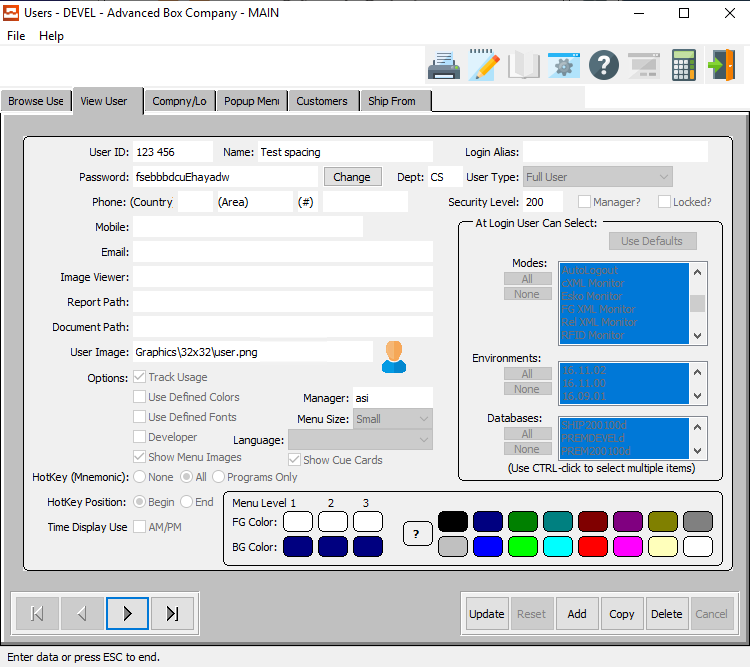 Users - DEVEL - Advanced Box Company - MAIN
File Help
Browse Use View User Compny/Lo Popup Menu Customers Ship From
User ID: 123 456 Name: Test spacing Login Alias:
Password: fsebbbdcuEhayadw Change Dept: CS User Type: Full User
Phone: (Country (Area) (#) Security Level: 200 Manager? Locked?
Mobile:
Email:
Image Viewer:
Report Path:
Document Path:
User Image: Graphics\32x32\user.png
Options: Track Usage
Use Defined Colors Manager: asi
Use Defined Fonts Menu Size: Small
Developer Language:
Show Menu Images Show Cue Cards
HotKey (Mnemonic): None All Programs Only
HotKey Position: Begin End
Time Display Use AM/PM
At Login User Can Select:
Use Defaults
Modes:
All
None
AutoLogout
cXML Monitor
Esko Monitor
FG XML Monitor
Rel XML Monitor
RFID Monitor
Environments:
All
None
16.11.02
16.11.00
16.09.01
Databases:
All
None
SHIP200100d
PREMDEVELd
PREM200100d
(Use CTRL-click to select multiple items)
Menu Level 1 2 3
FG Color:
BG Color:
?
Update Reset Add Copy Delete Cancel
Enter data or press ESC to end.